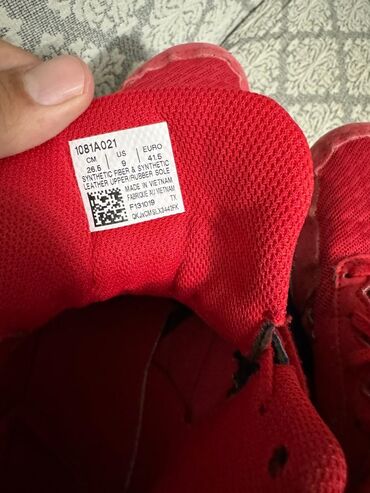 1081A021
CM US EURO
26.5 9 41.5
SYNTHETIC FIBER & SYNTHETIC
LEATHER UPPER/RUBBER SOLE
MADE IN VIETNAM
FABRIQUE AU VIETNAM
F131019 TY